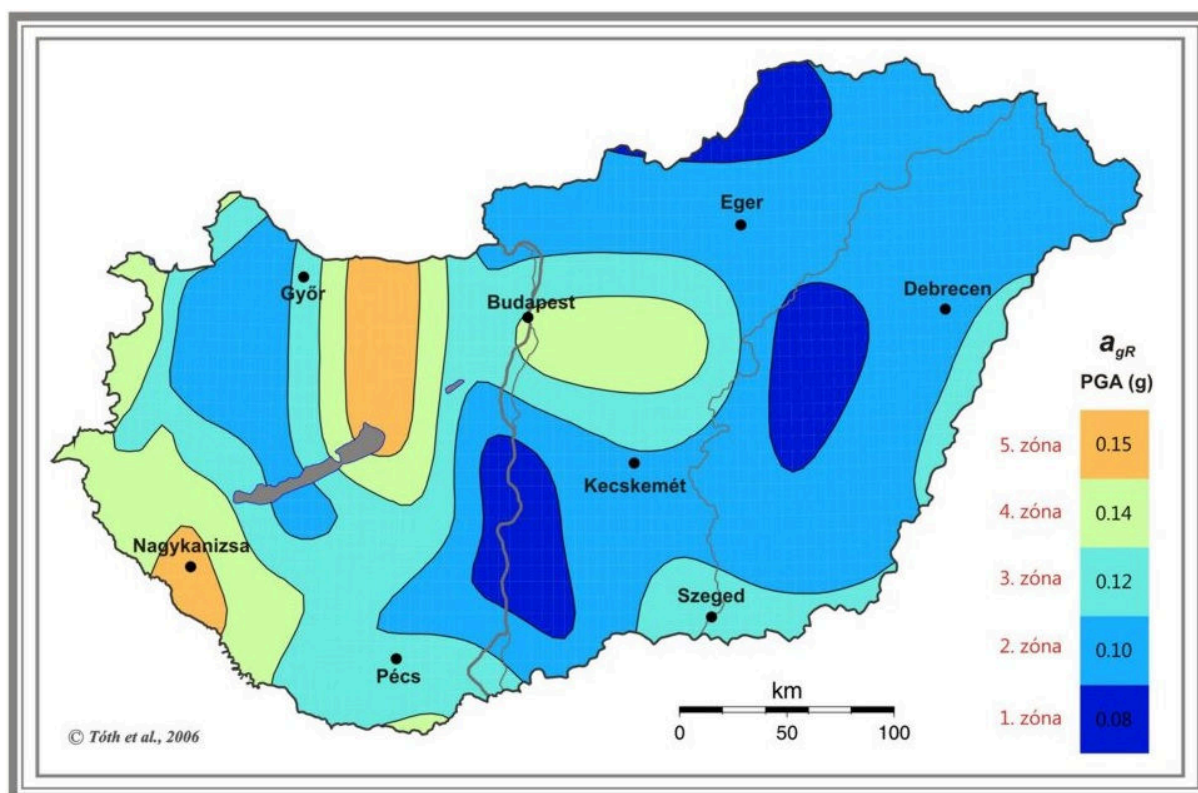 Eger
Debrecen
Győr
Budapest
Kecskemét
Nagykanizsa
Szeged
Pécs
a_gR
PGA (g)
5. zóna 0.15
4. zóna 0.14
3. zóna 0.12
2. zóna 0.10
1. zóna 0.08
km
0 50 100
© Tóth et al., 2006